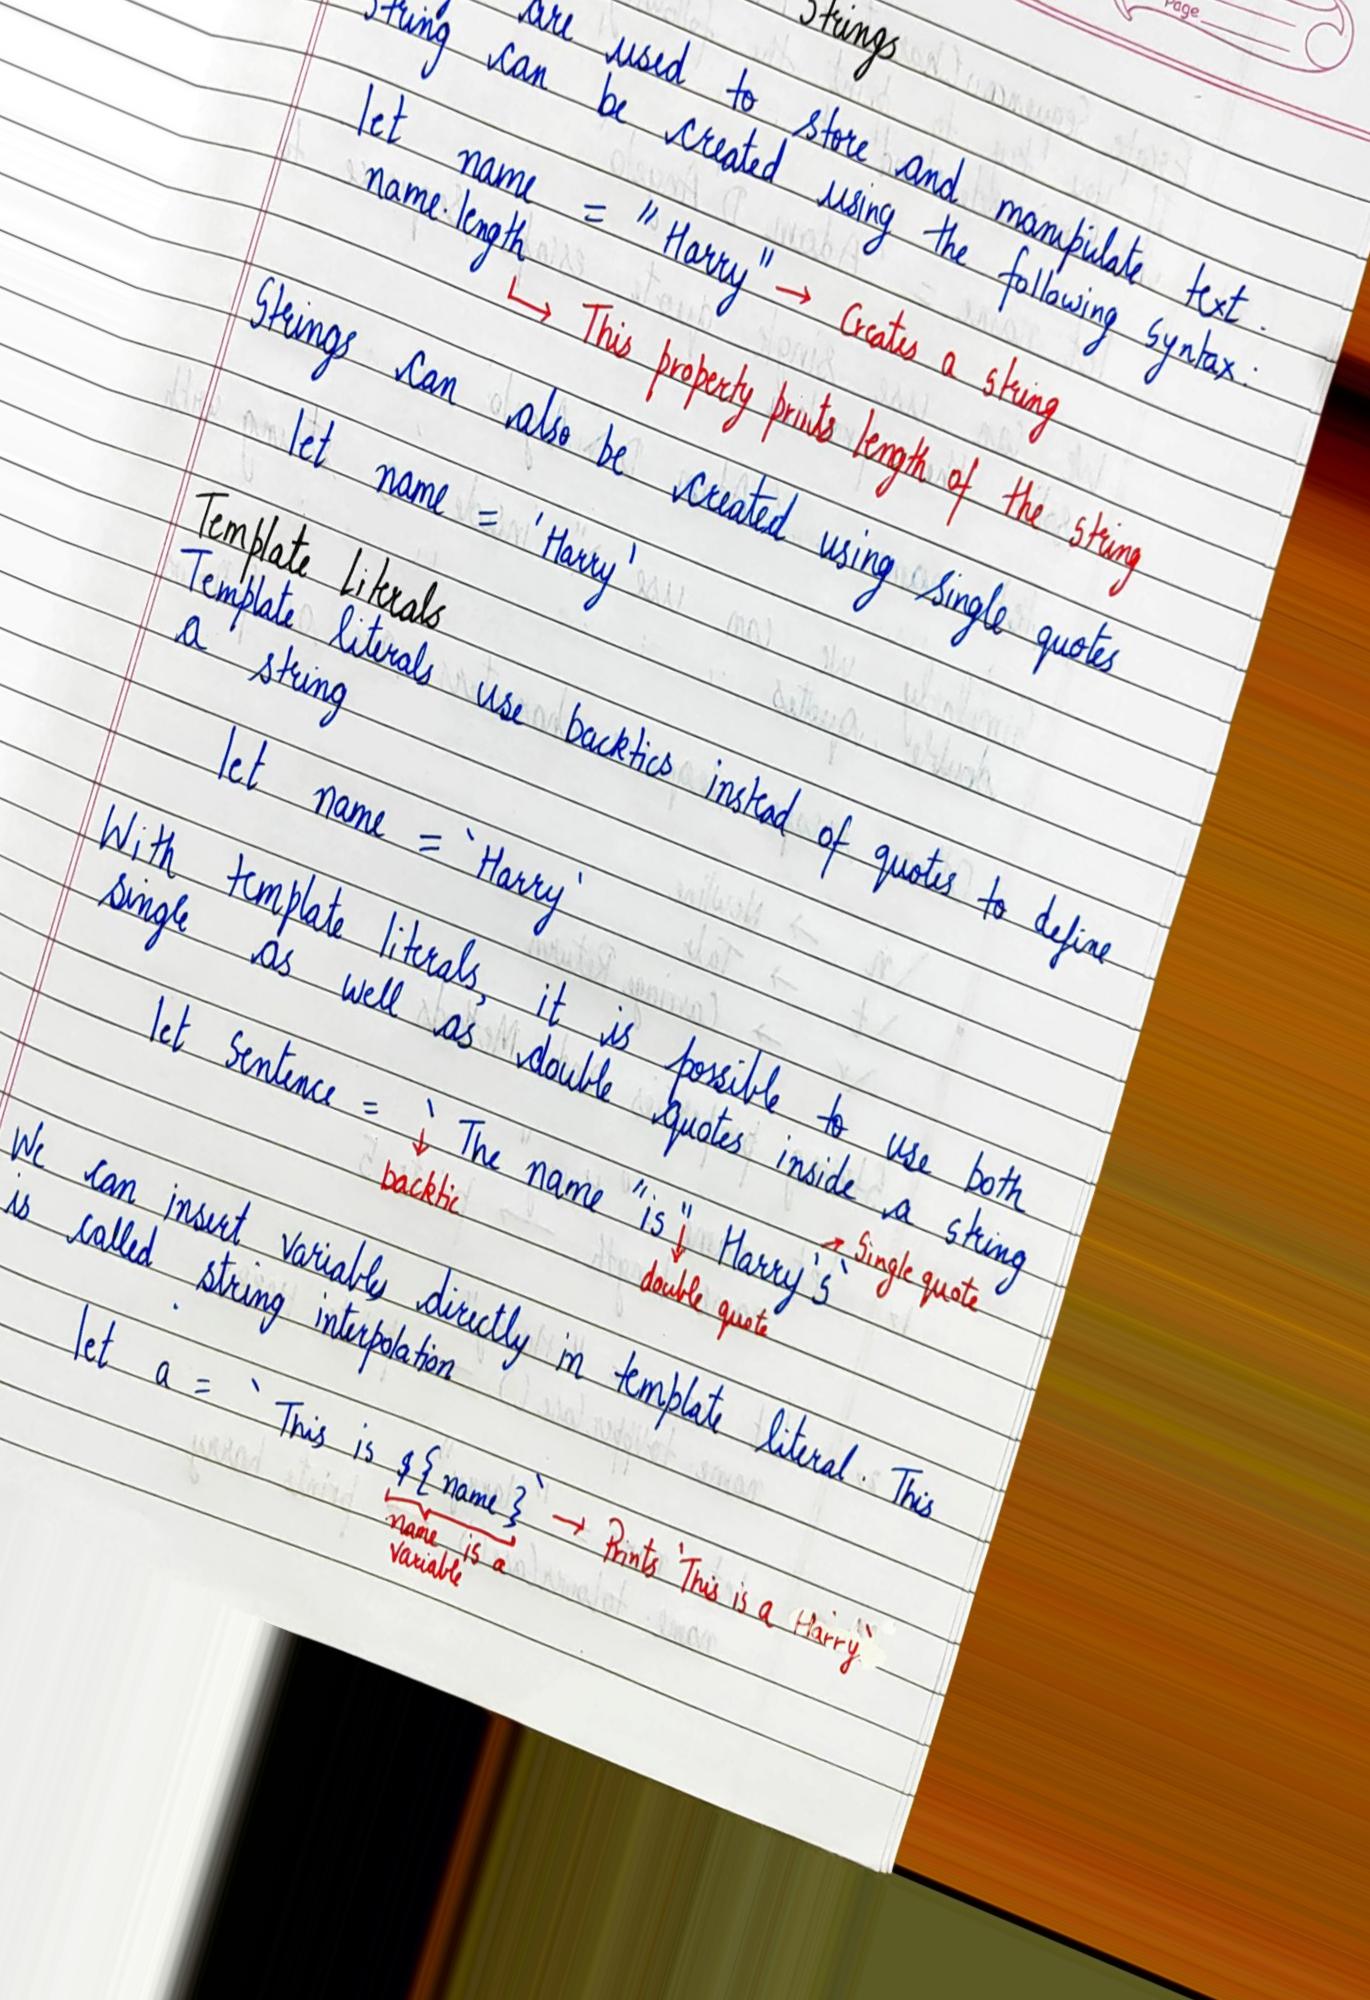 Page
Strings
are used to store and manipulate text.
String can be created using the following syntax:
let name = "Harry" → Creates a string
name.length
↳ This property prints length of the string
Strings can also be created using single quotes
let name = 'Harry'
Template Literals
Template literals use backtics instead of quotes to define
a string
let name = `Harry`
With template literals, it is possible to use both
single as well as double quotes inside a string
let sentence = ` The name "is" Harry's`
backtic
double quote
Single quote
We can insert variables directly in template literal. This
is called string interpolation
let a = `This is ${name}` → Prints `This is a Harry`
name is a
variable